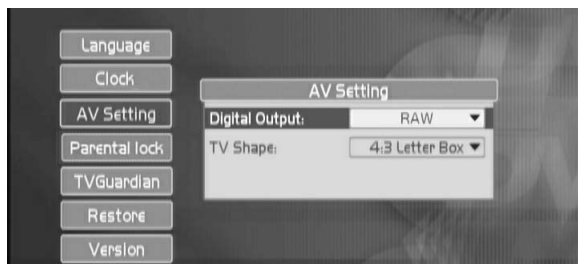 Language
Clock
AV Setting
Parental lock
TVGuardian
Restore
Version
AV Setting
Digital Output: RAW
TV Shape: 4:3 Letter Box